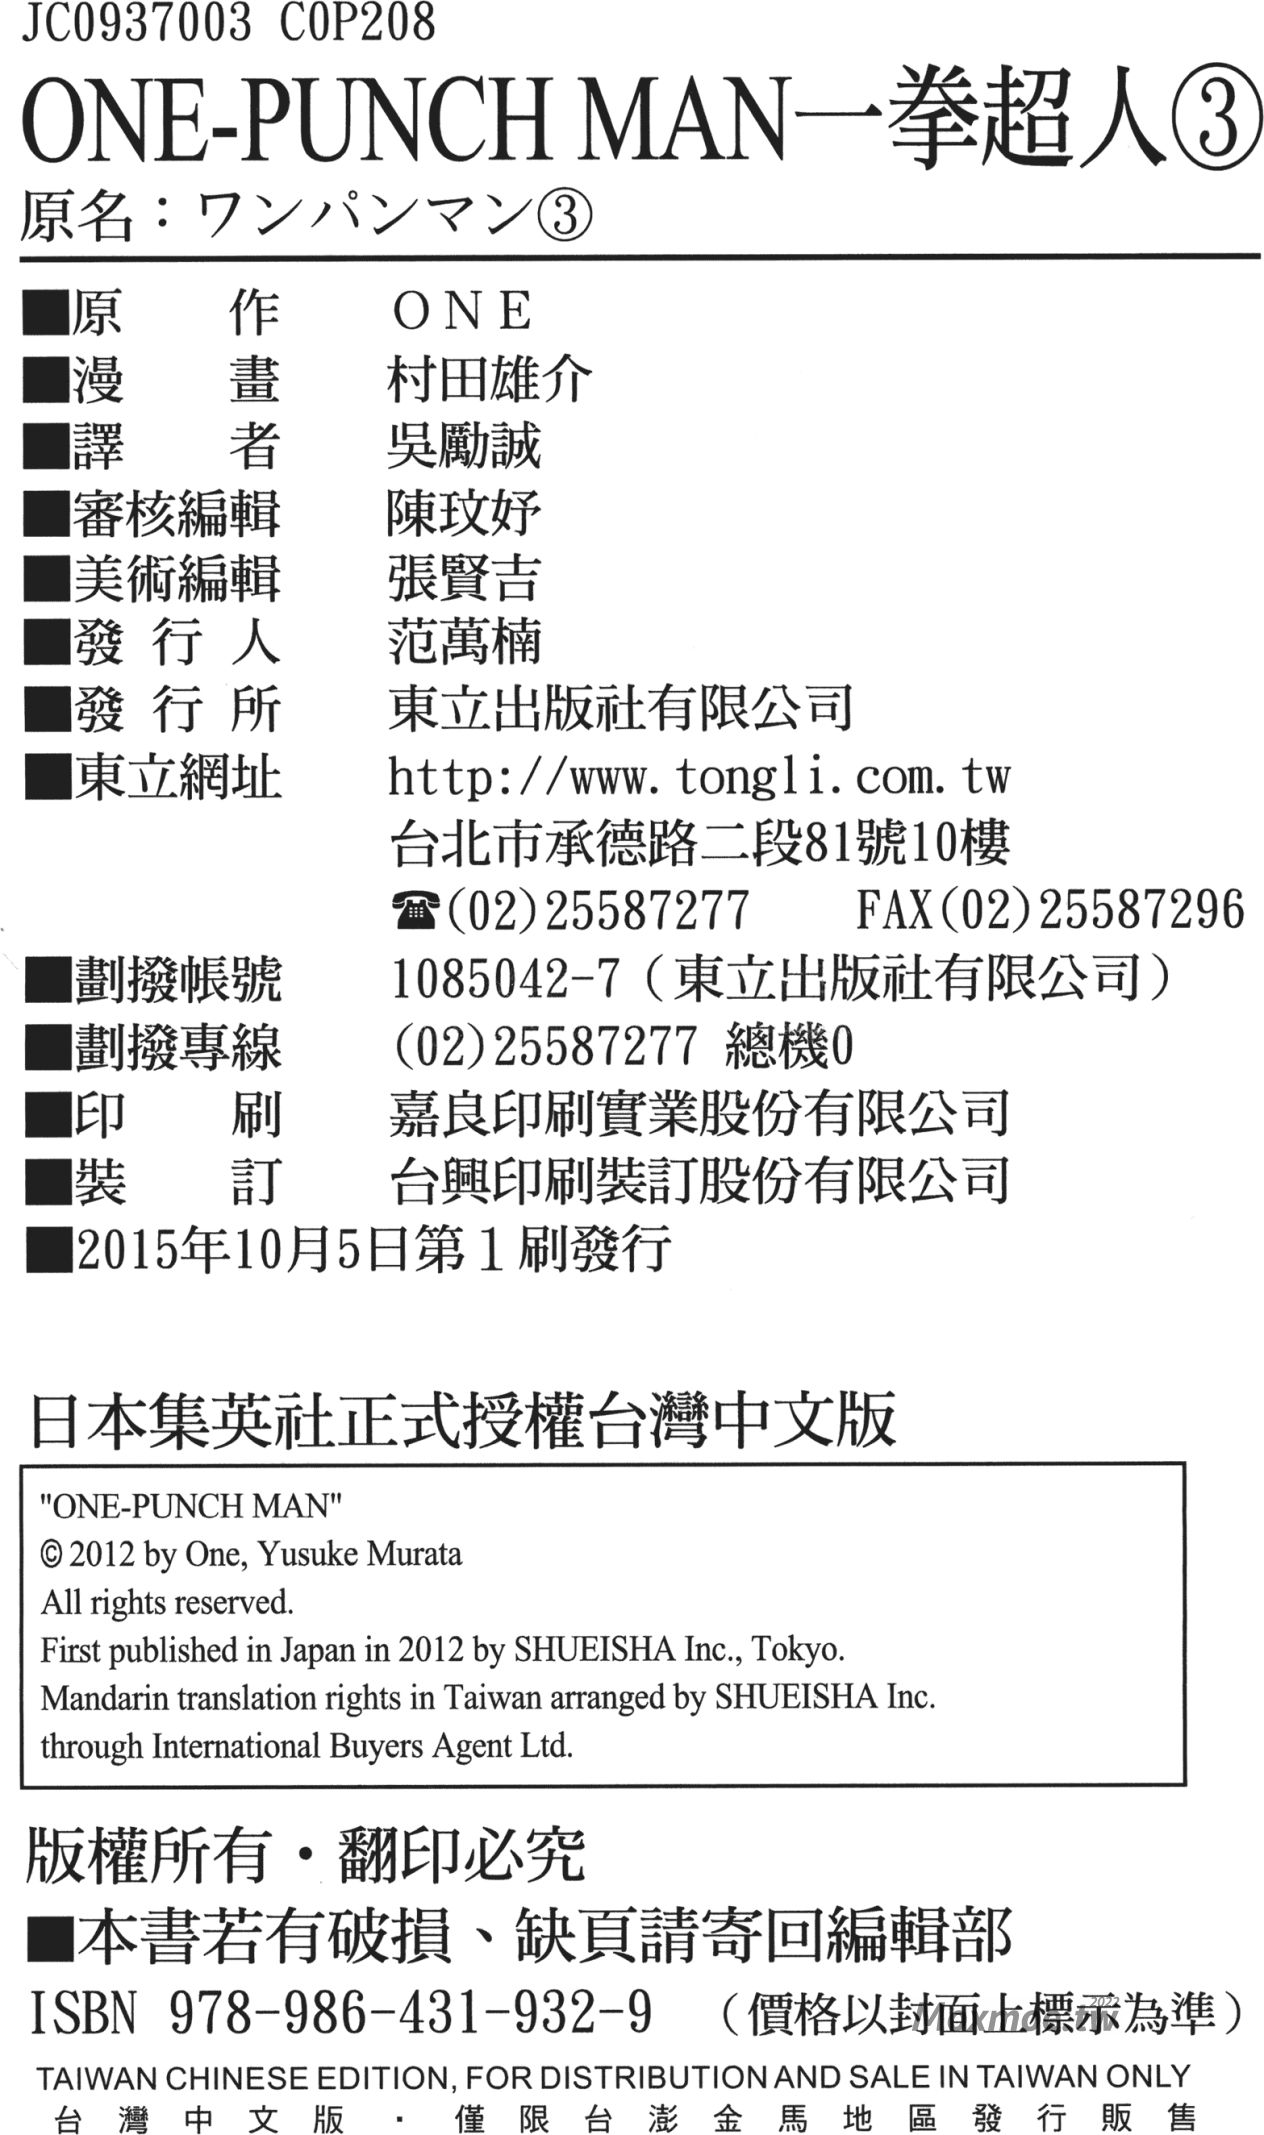 JC0937003 C0P208
ONE-PUNCH MAN一拳超人③
原名：ワンパンマン③
■原作 ONE
■漫畫 村田雄介
■譯者 吳勵誠
■審核編輯 陳玟妤
■美術編輯 張賢吉
■發行人 范萬楠
■發行所 東立出版社有限公司
■東立網址 http://www.tongli.com.tw
台北市承德路二段81號10樓
☎(02)25587277 FAX(02)25587296
■劃撥帳號 1085042-7（東立出版社有限公司）
■劃撥專線 (02)25587277 總機0
■印刷 嘉良印刷實業股份有限公司
■裝訂 台興印刷裝訂股份有限公司
■2015年10月5日第１刷發行
日本集英社正式授權台灣中文版
"ONE-PUNCH MAN"
© 2012 by One, Yusuke Murata
All rights reserved.
First published in Japan in 2012 by SHUEISHA Inc., Tokyo.
Mandarin translation rights in Taiwan arranged by SHUEISHA Inc.
through International Buyers Agent Ltd.
版權所有・翻印必究
■本書若有破損、缺頁請寄回編輯部
ISBN 978-986-431-932-9 （價格以封面上標示為準）
Moxmoe.tw 2022
TAIWAN CHINESE EDITION, FOR DISTRIBUTION AND SALE IN TAIWAN ONLY
台灣中文版．僅限台澎金馬地區發行販售